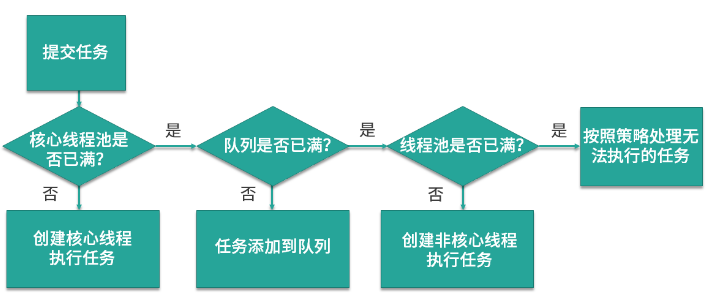 提交任务
核心线程池是
否已满?
是
队列是否已满?
是
线程池是否已满?
是
按照策略处理无
法执行的任务
否
否
否
创建核心线程
执行任务
任务添加到队列
创建非核心线程
执行任务